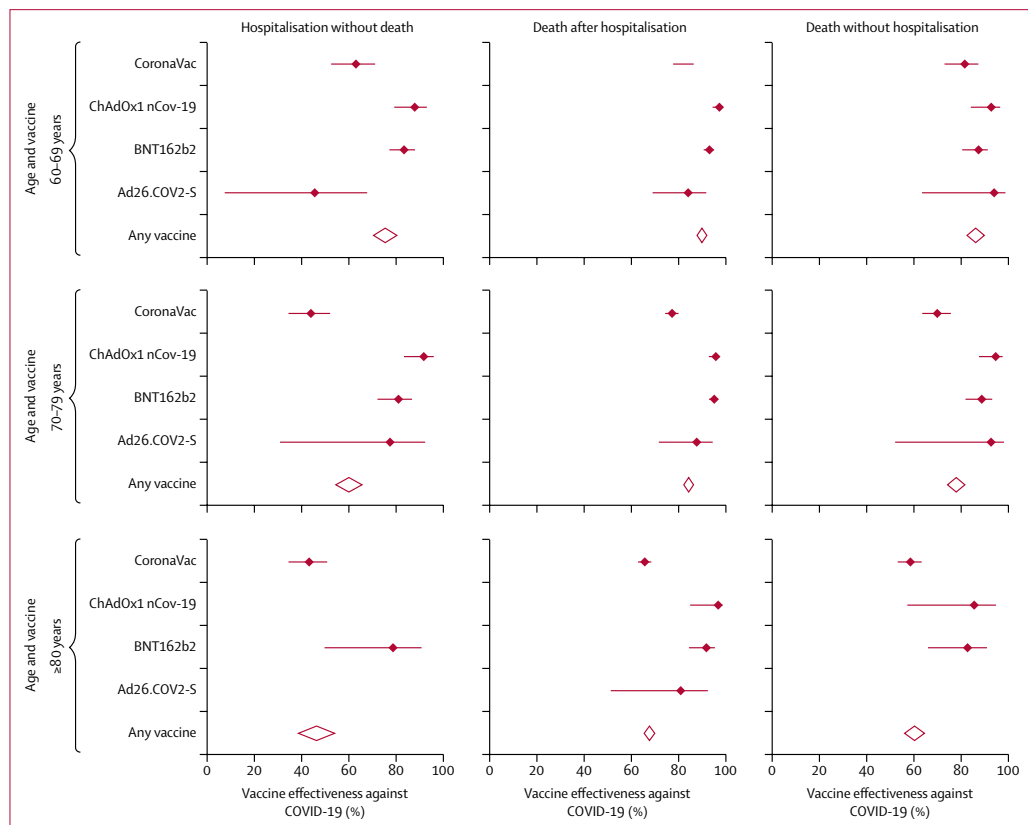 Hospitalisation without death
Death after hospitalisation
Death without hospitalisation
Age and vaccine
60–69 years
CoronaVac
ChAdOx1 nCov-19
BNT162b2
Ad26.COV2-S
Any vaccine
Age and vaccine
70–79 years
CoronaVac
ChAdOx1 nCov-19
BNT162b2
Ad26.COV2-S
Any vaccine
Age and vaccine
≥80 years
CoronaVac
ChAdOx1 nCov-19
BNT162b2
Ad26.COV2-S
Any vaccine
0 20 40 60 80 100
0 20 40 60 80 100
0 20 40 60 80 100
Vaccine effectiveness against
COVID-19 (%)
Vaccine effectiveness against
COVID-19 (%)
Vaccine effectiveness against
COVID-19 (%)